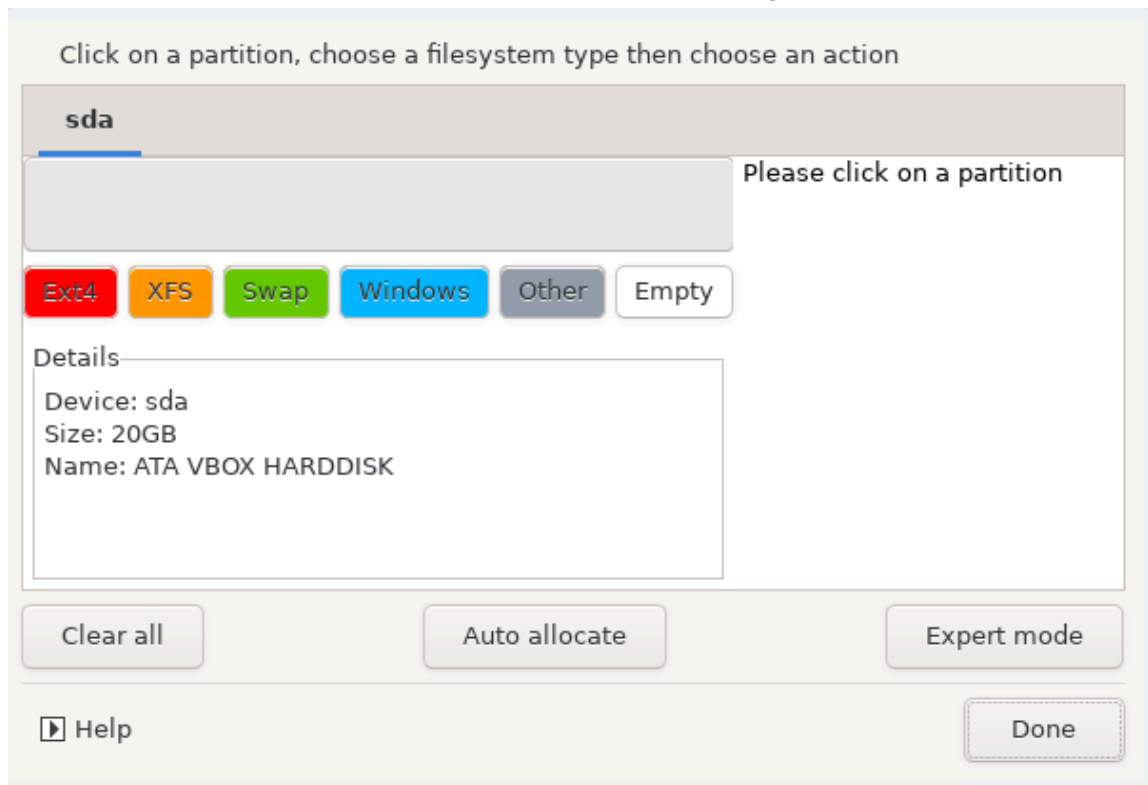 Click on a partition, choose a filesystem type then choose an action
sda
Please click on a partition
Ext4 XFS Swap Windows Other Empty
Details
Device: sda
Size: 20GB
Name: ATA VBOX HARDDISK
Clear all Auto allocate Expert mode
Help Done